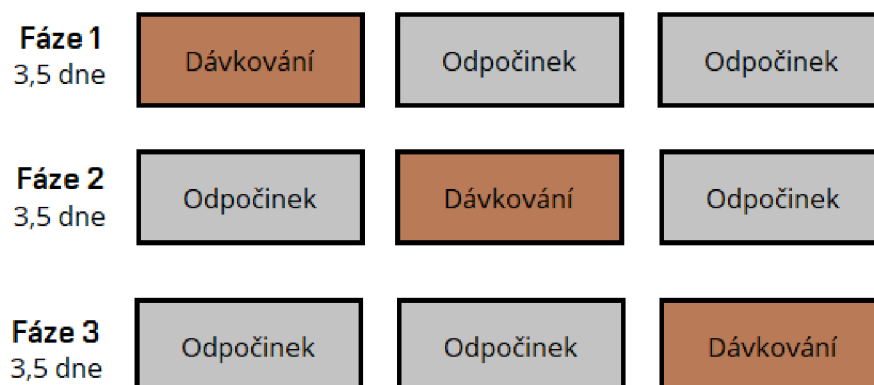 Fáze 1
3,5 dne
Dávkování
Odpočinek
Odpočinek
Fáze 2
3,5 dne
Odpočinek
Dávkování
Odpočinek
Fáze 3
3,5 dne
Odpočinek
Odpočinek
Dávkování